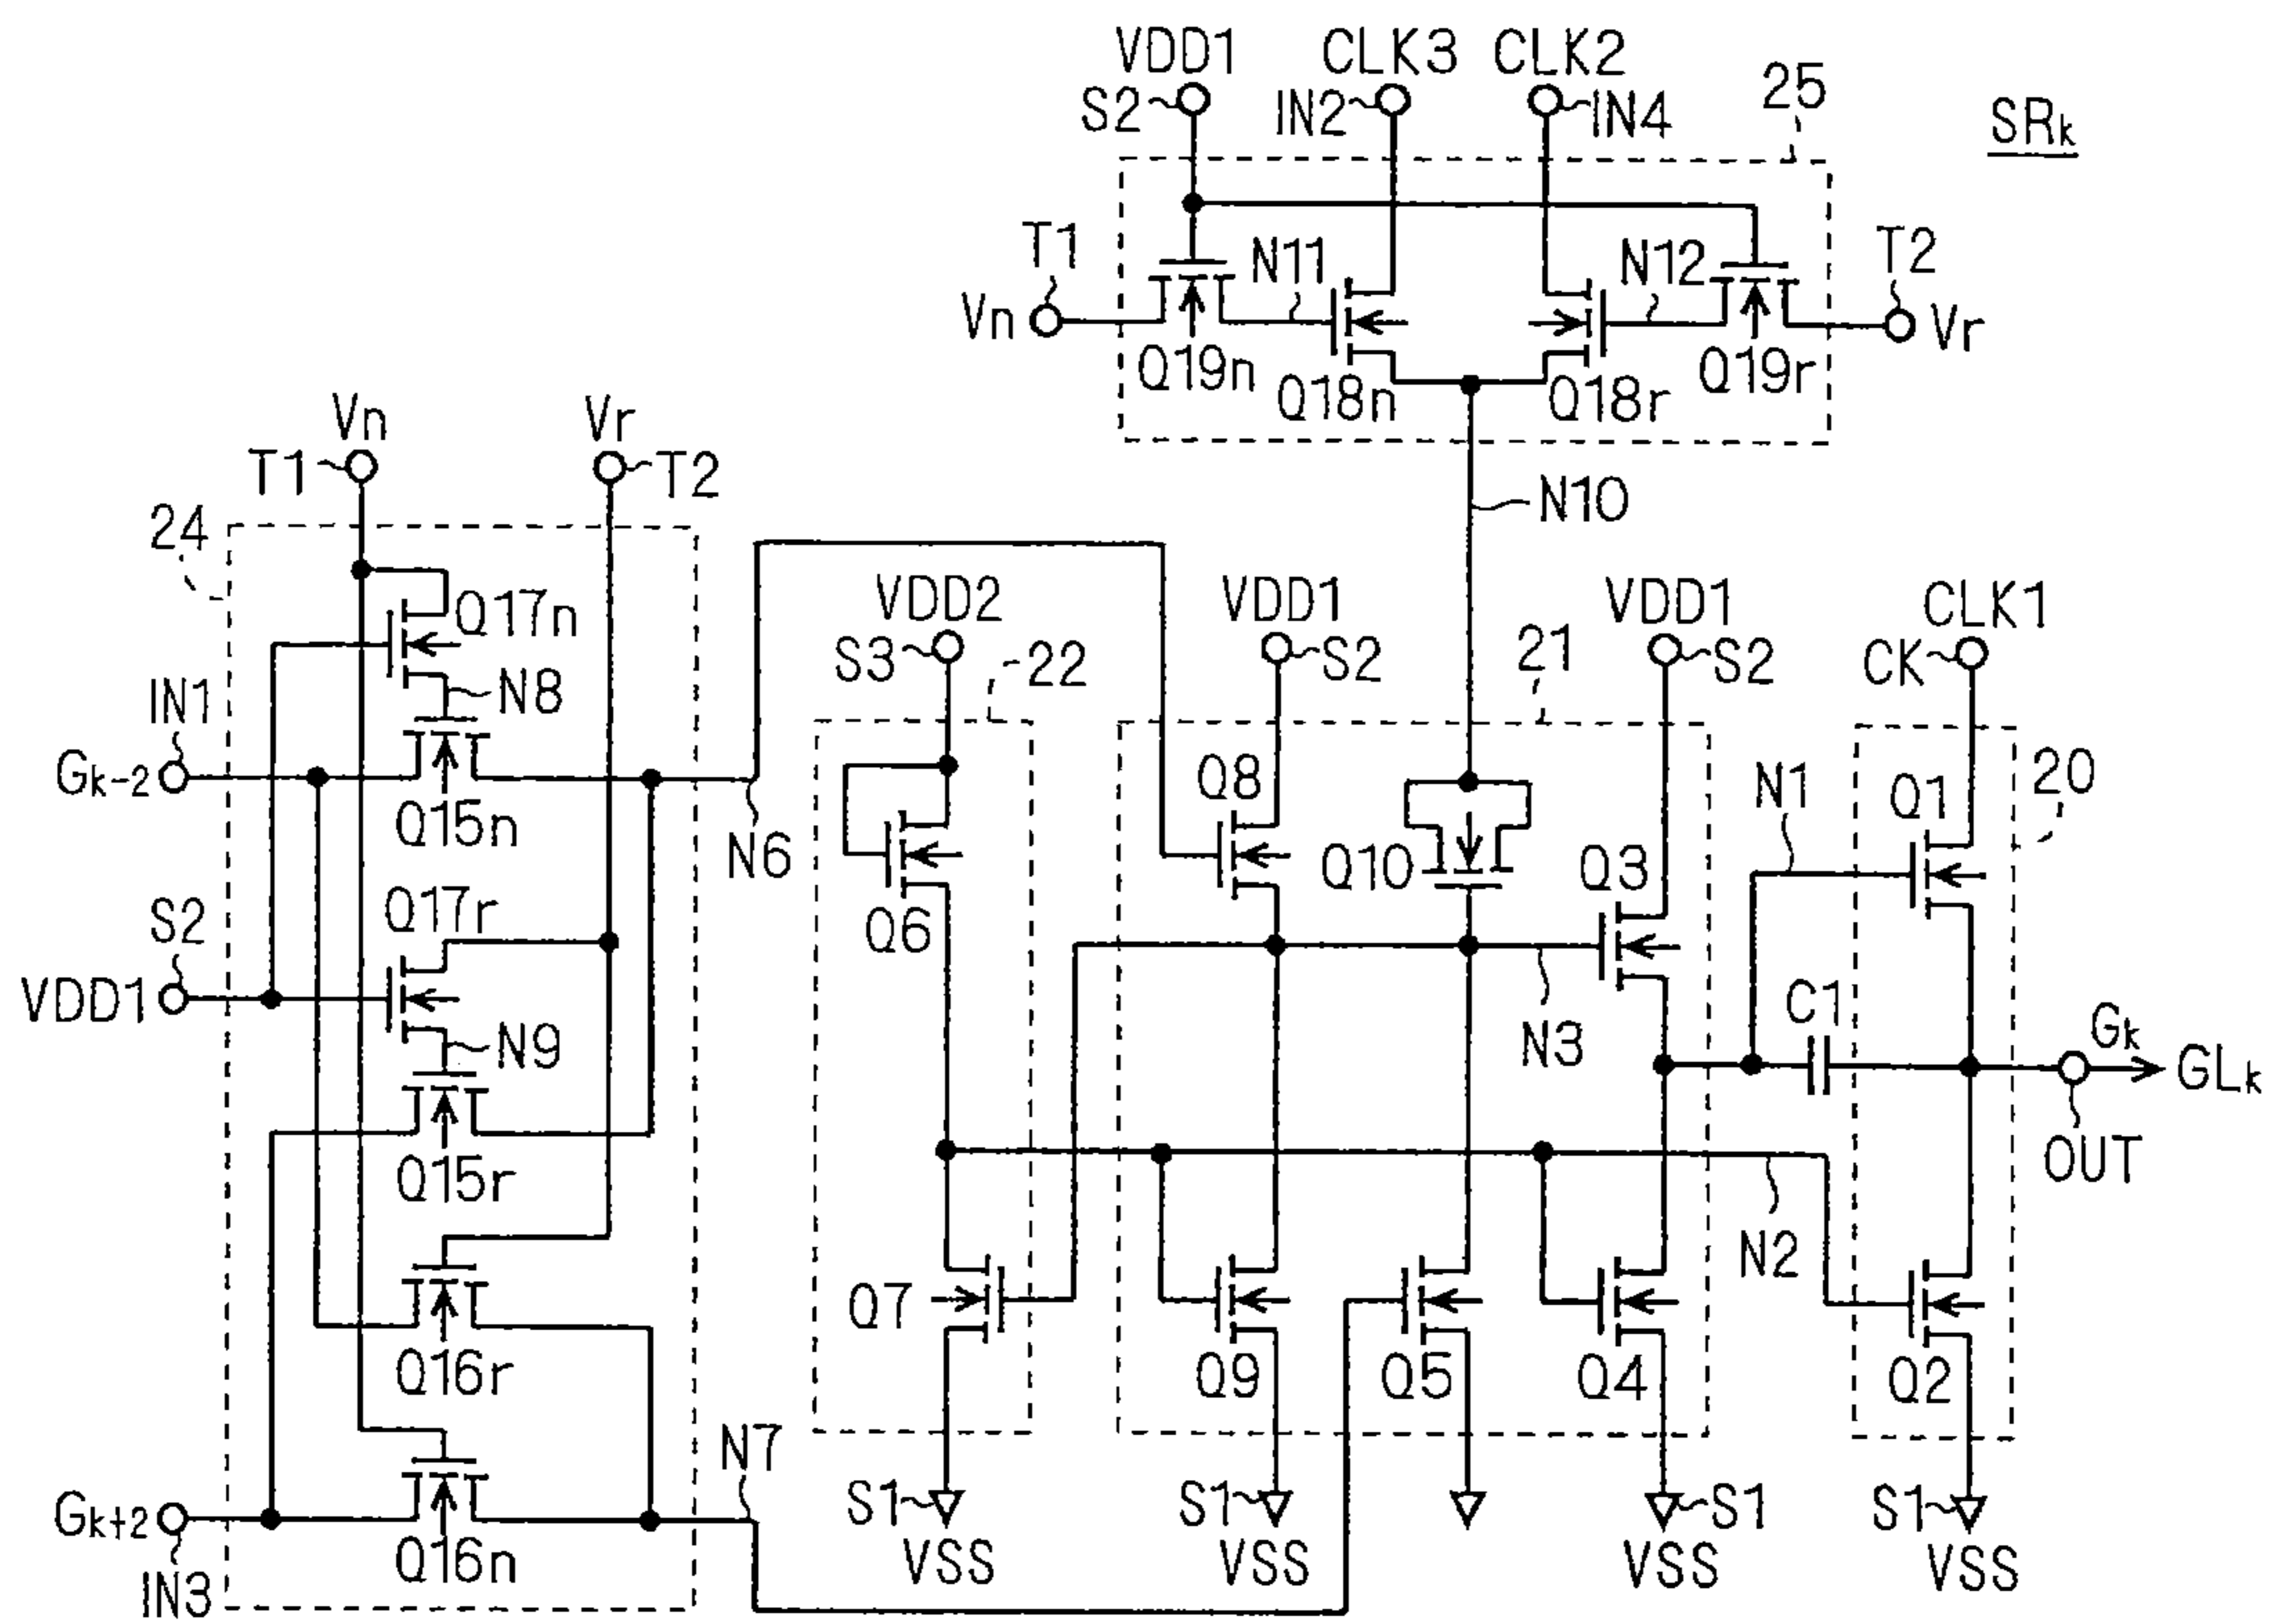 VDD1 CLK3 CLK2
S2 IN2 IN4 25 SRk
T1 N11 N12 T2
Vn Vr
Q19n Q18n Q18r Q19r
Vn Vr
T1 T2
24 N10
VDD2 VDD1 VDD1 CLK1
Q17n S3 22 S2 21 S2 CK
IN1 N8
Gk-2 Q8 N1 Q1 20
Q15n N6 Q6 Q10 Q3
S2 Q17r
VDD1 N9 N3 C1 Gk GLk
OUT
Q15r N2
Q7
Q16r Q9 Q5 Q4 Q2
N7
Gk+2 S1 S1 S1 S1
Q16n VSS VSS VSS VSS
IN3